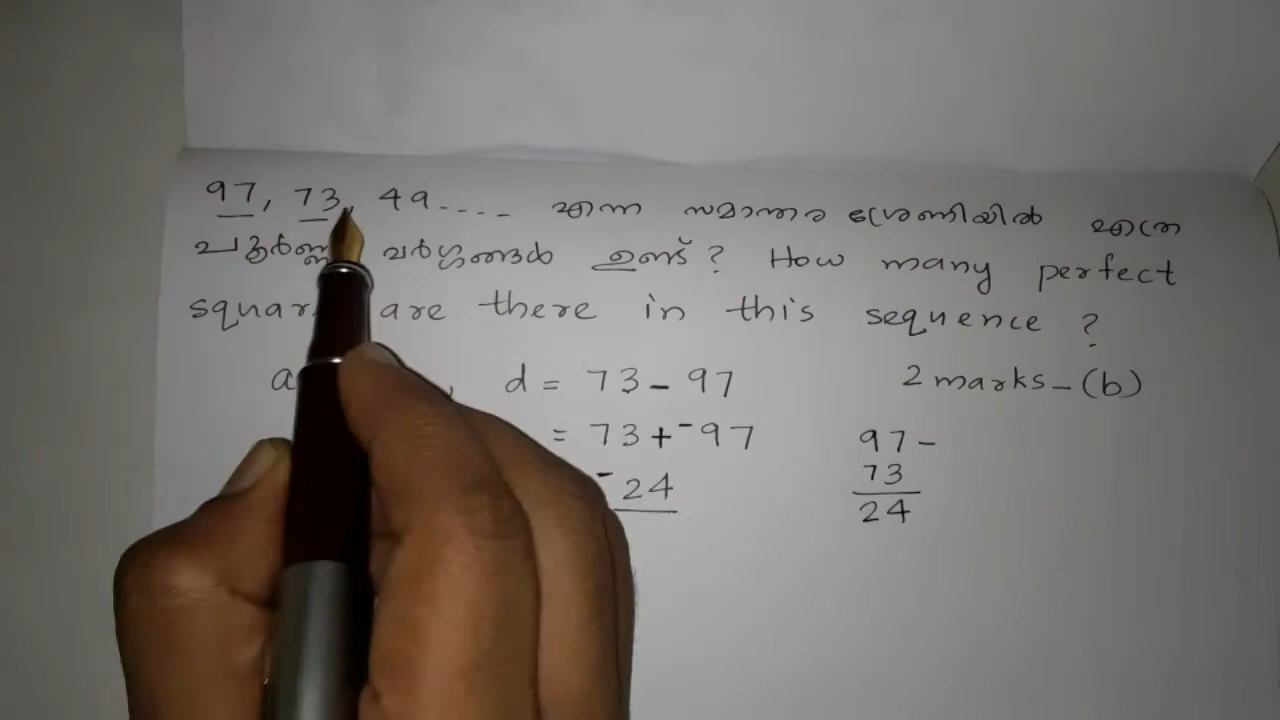 97, 73, 49.... എന്ന സമാന്തര ശ്രേണിയിൽ എത്ര
വർഗ്ഗങ്ങൾ ഉണ്ട്? How many perfect
are there in this sequence ?
a d = 73 - 97 2 marks - (b)
= 73 + -97 97 -
-24 73
24